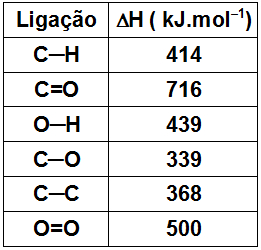 Ligação ΔH ( kJ.mol⁻¹)
C─H 414
C=O 716
O─H 439
C─O 339
C─C 368
O=O 500